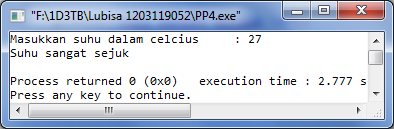 "F:\1D3TB\Lubisa 1203119052\PP4.exe"
Masukkan suhu dalam celcius     : 27
Suhu sangat sejuk
Process returned 0 (0x0)   execution time : 2.777 s
Press any key to continue.